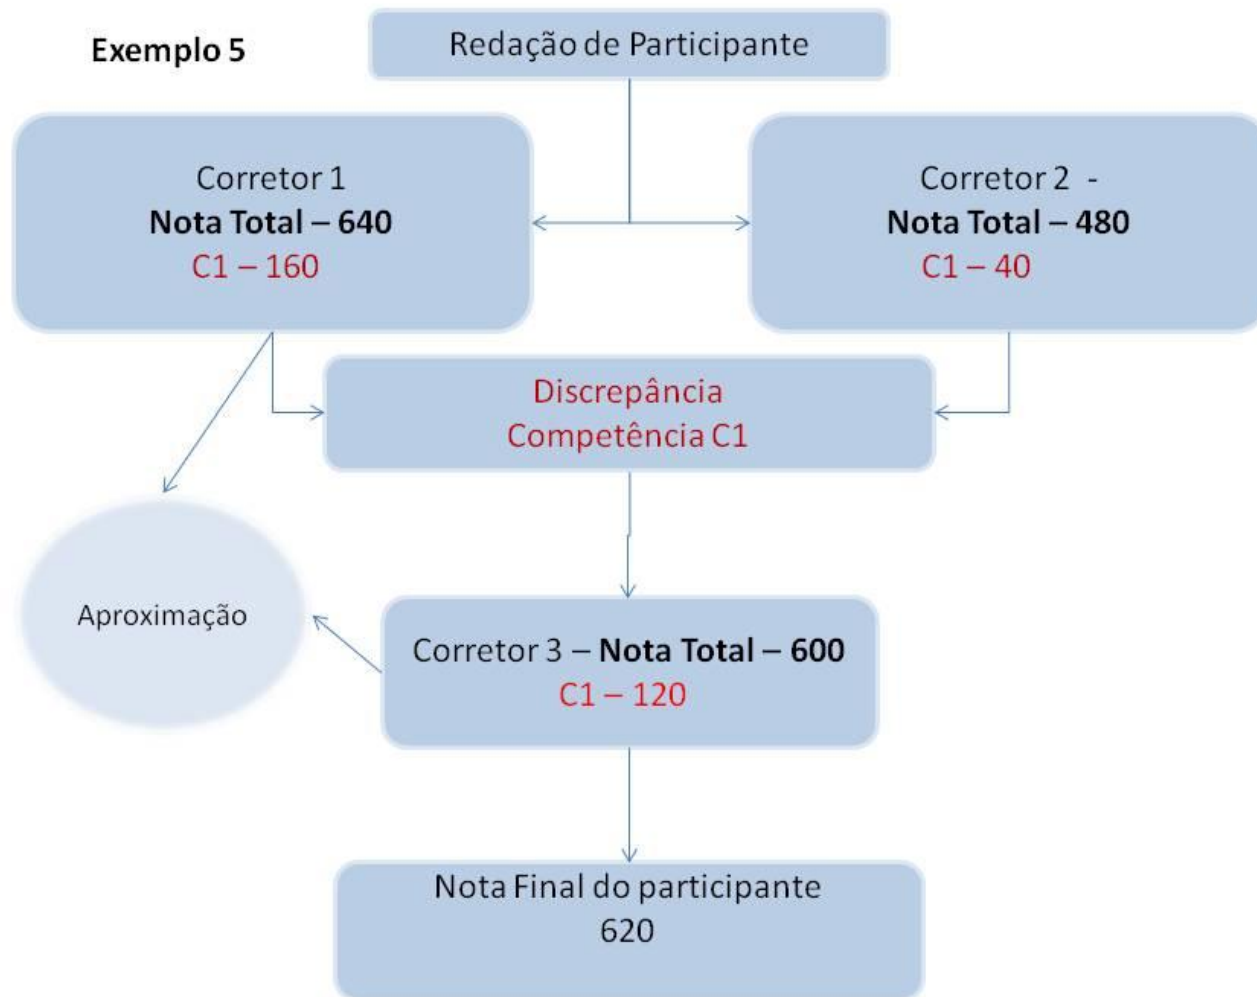 Exemplo 5
Redação de Participante
Corretor 1
Nota Total – 640
C1 – 160
Corretor 2 -
Nota Total – 480
C1 – 40
Discrepância
Competência C1
Aproximação
Corretor 3 – Nota Total – 600
C1 – 120
Nota Final do participante
620